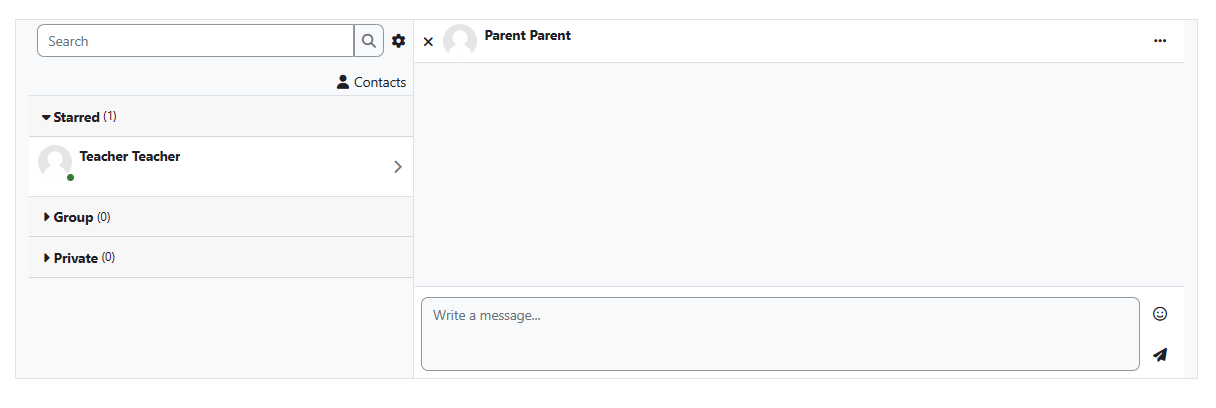 Search
Contacts
Starred (1)
Teacher Teacher
Group (0)
Private (0)
Parent Parent
Write a message...